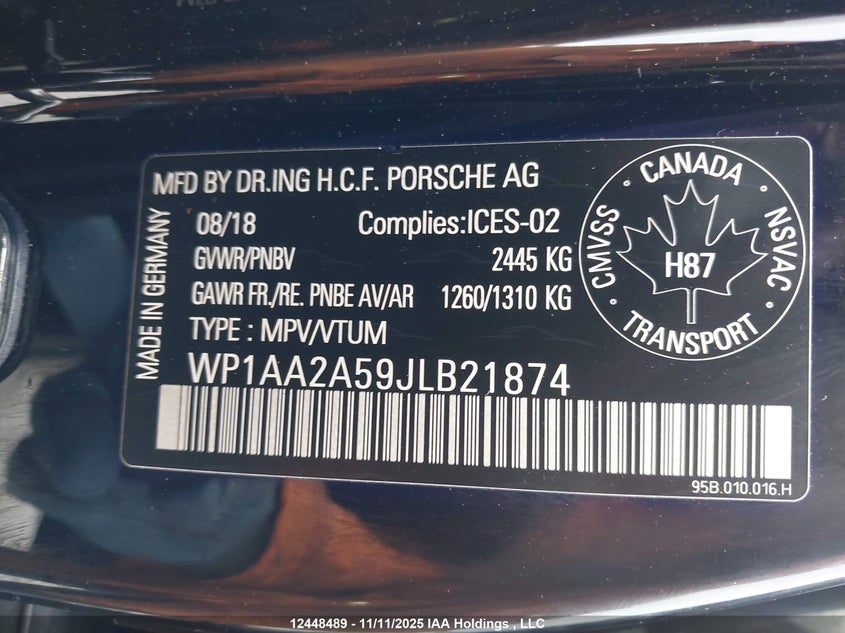 MFD BY DR.ING H.C.F. PORSCHE AG
MADE IN GERMANY
08/18 Complies:ICES-02
GVWR/PNBV 2445 KG
GAWR FR./RE. PNBE AV/AR 1260/1310 KG
TYPE : MPV/VTUM
WP1AA2A59JLB21874
CANADA
CMVSS · NSVAC
H87
TRANSPORT
95B.010.016.H
12448489 - 11/11/2025 IAA Holdings , LLC